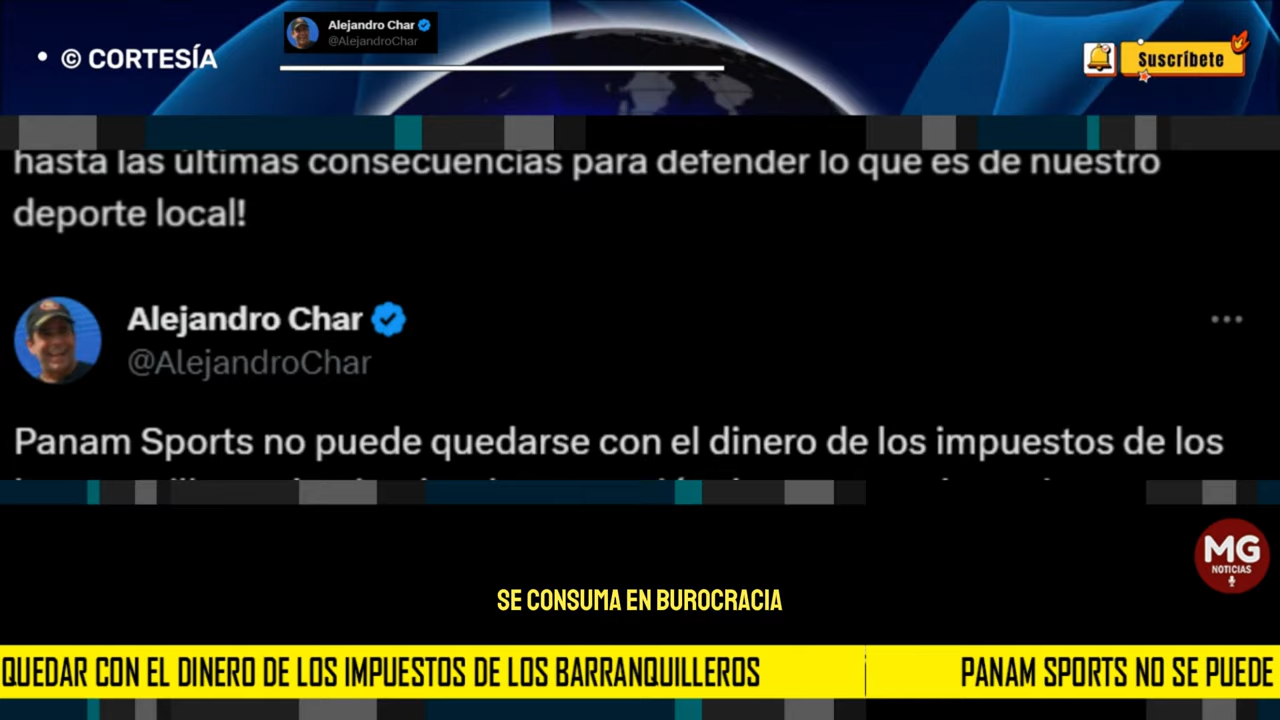 • © CORTESÍA
Alejandro Char
@AlejandroChar
Suscríbete
hasta las últimas consecuencias para defender lo que es de nuestro
deporte local!
Alejandro Char
@AlejandroChar
Panam Sports no puede quedarse con el dinero de los impuestos de los
MG
NOTICIAS
SE CONSUMA EN BUROCRACIA
QUEDAR CON EL DINERO DE LOS IMPUESTOS DE LOS BARRANQUILLEROS
PANAM SPORTS NO SE PUEDE